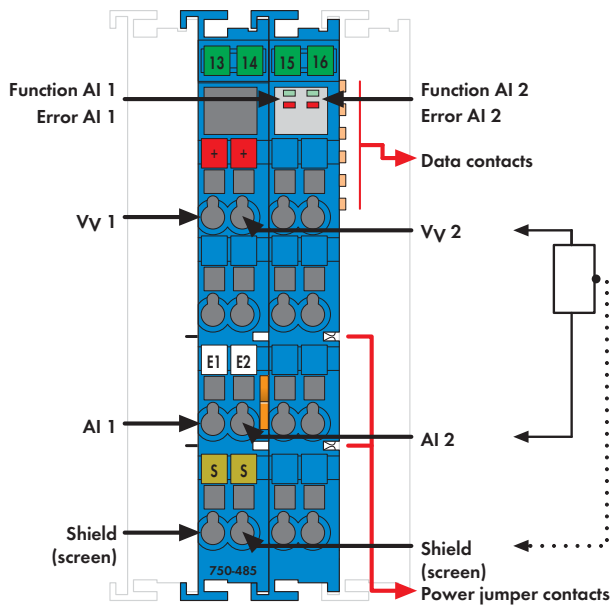 13 14 15 16
Function AI 1
Error AI 1
Function AI 2
Error AI 2
+ +
Data contacts
VV 1
VV 2
E1 E2
AI 1
AI 2
S S
Shield
(screen)
Shield
(screen)
750-485
Power jumper contacts